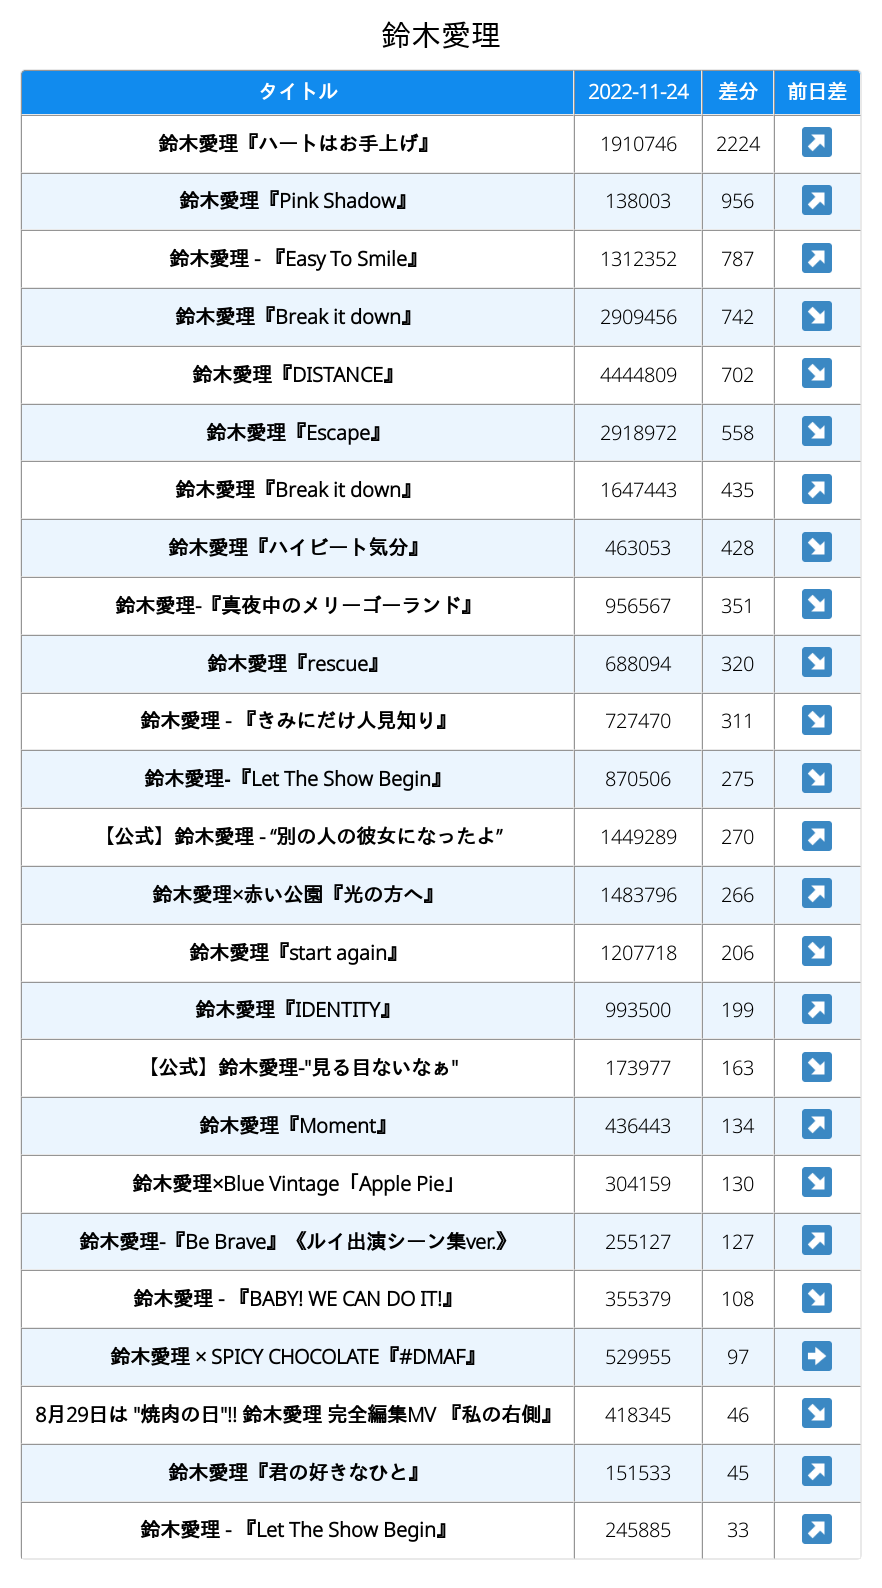 鈴木愛理
タイトル 2022-11-24 差分 前日差
鈴木愛理『ハートはお手上げ』 1910746 2224 ↗
鈴木愛理『Pink Shadow』 138003 956 ↗
鈴木愛理 - 『Easy To Smile』 1312352 787 ↗
鈴木愛理『Break it down』 2909456 742 ↘
鈴木愛理『DISTANCE』 4444809 702 ↘
鈴木愛理『Escape』 2918972 558 ↘
鈴木愛理『Break it down』 1647443 435 ↗
鈴木愛理『ハイビート気分』 463053 428 ↘
鈴木愛理-『真夜中のメリーゴーランド』 956567 351 ↘
鈴木愛理『rescue』 688094 320 ↘
鈴木愛理 - 『きみにだけ人見知り』 727470 311 ↘
鈴木愛理-『Let The Show Begin』 870506 275 ↘
【公式】鈴木愛理 - “別の人の彼女になったよ” 1449289 270 ↗
鈴木愛理×赤い公園『光の方へ』 1483796 266 ↗
鈴木愛理『start again』 1207718 206 ↘
鈴木愛理『IDENTITY』 993500 199 ↗
【公式】鈴木愛理-"見る目ないなぁ" 173977 163 ↘
鈴木愛理『Moment』 436443 134 ↗
鈴木愛理×Blue Vintage「Apple Pie」 304159 130 ↘
鈴木愛理-『Be Brave』《ルイ出演シーン集ver.》 255127 127 ↗
鈴木愛理 - 『BABY! WE CAN DO IT!』 355379 108 ↘
鈴木愛理 × SPICY CHOCOLATE『#DMAF』 529955 97 →
8月29日は "焼肉の日"!! 鈴木愛理 完全編集MV 『私の右側』 418345 46 ↘
鈴木愛理『君の好きなひと』 151533 45 ↗
鈴木愛理 - 『Let The Show Begin』 245885 33 ↗